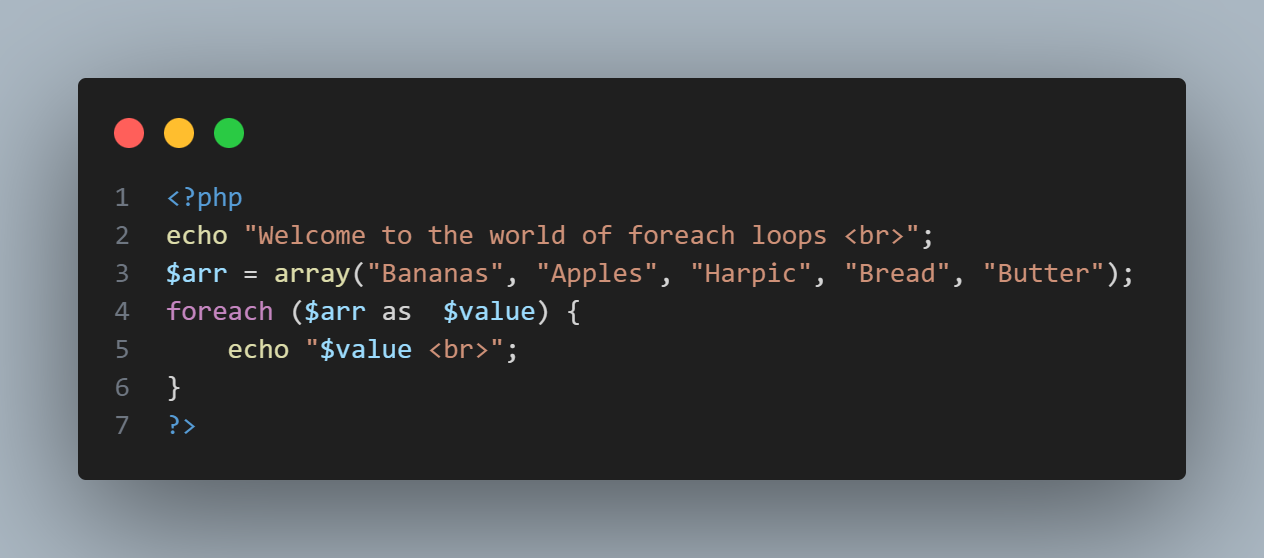 1 <?php
2 echo "Welcome to the world of foreach loops <br>";
3 $arr = array("Bananas", "Apples", "Harpic", "Bread", "Butter");
4 foreach ($arr as  $value) {
5     echo "$value <br>";
6 }
7 ?>